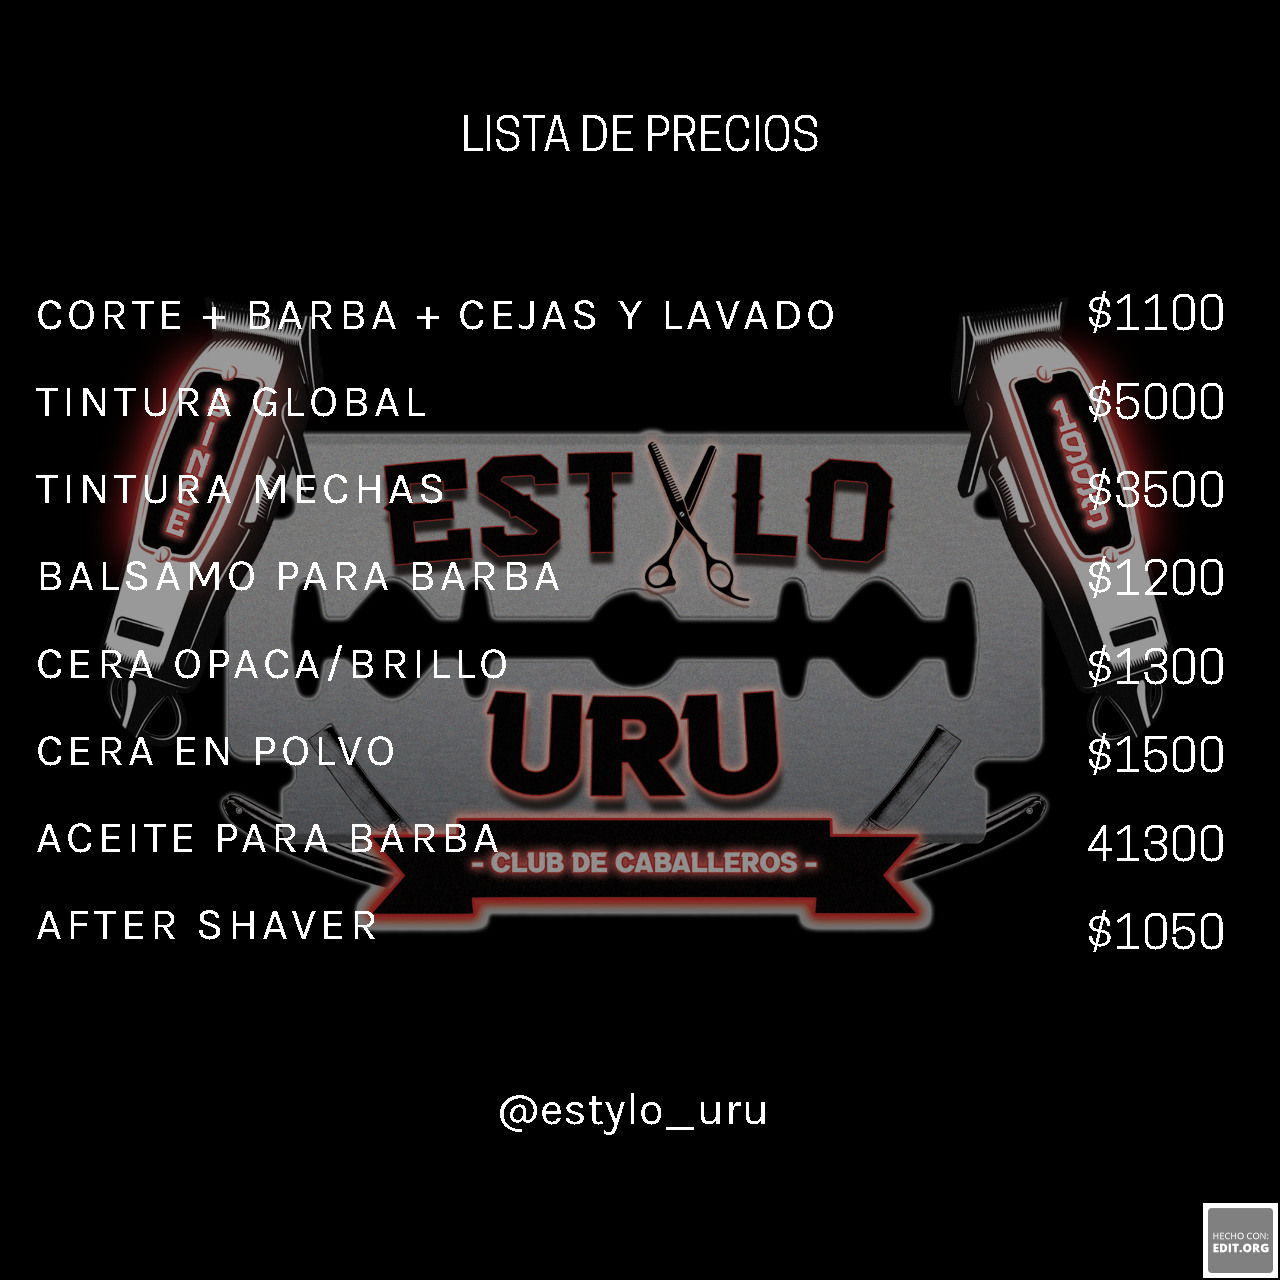 LISTA DE PRECIOS
CORTE + BARBA + CEJAS Y LAVADO $1100
TINTURA GLOBAL $5000
TINTURA MECHAS $3500
BALSAMO PARA BARBA $1200
CERA OPACA/BRILLO $1300
CERA EN POLVO $1500
ACEITE PARA BARBA 41300
AFTER SHAVER $1050
ESTYLO
URU
- CLUB DE CABALLEROS -
@estylo_uru
HECHO CON:
EDIT.ORG